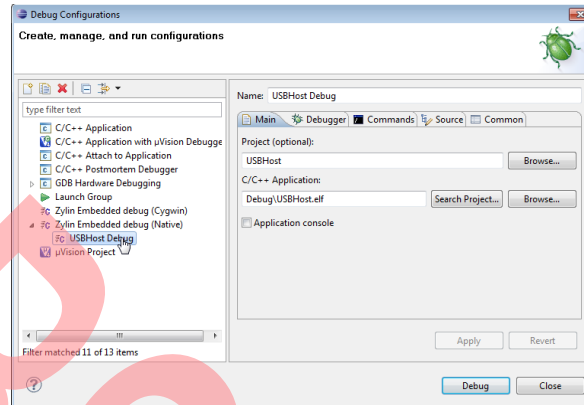 Debug Configurations
Create, manage, and run configurations
type filter text
C/C++ Application
C/C++ Application with µVision Debugge
C/C++ Attach to Application
C/C++ Postmortem Debugger
GDB Hardware Debugging
Launch Group
Zylin Embedded debug (Cygwin)
Zylin Embedded debug (Native)
USBHost Debug
µVision Project
Filter matched 11 of 13 items
Name: USBHost Debug
Main Debugger Commands Source Common
Project (optional):
USBHost Browse...
C/C++ Application:
Debug\USBHost.elf Search Project... Browse...
Application console
Apply Revert
Debug Close